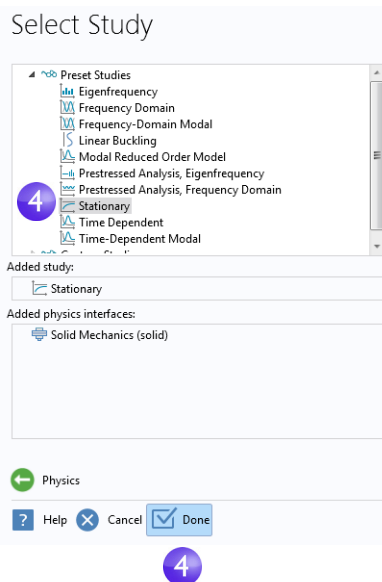 Select Study
Preset Studies
Eigenfrequency
Frequency Domain
Frequency-Domain Modal
Linear Buckling
Modal Reduced Order Model
Prestressed Analysis, Eigenfrequency
Prestressed Analysis, Frequency Domain
4 Stationary
Time Dependent
Time-Dependent Modal
Added study:
Stationary
Added physics interfaces:
Solid Mechanics (solid)
Physics
? Help Cancel Done
4